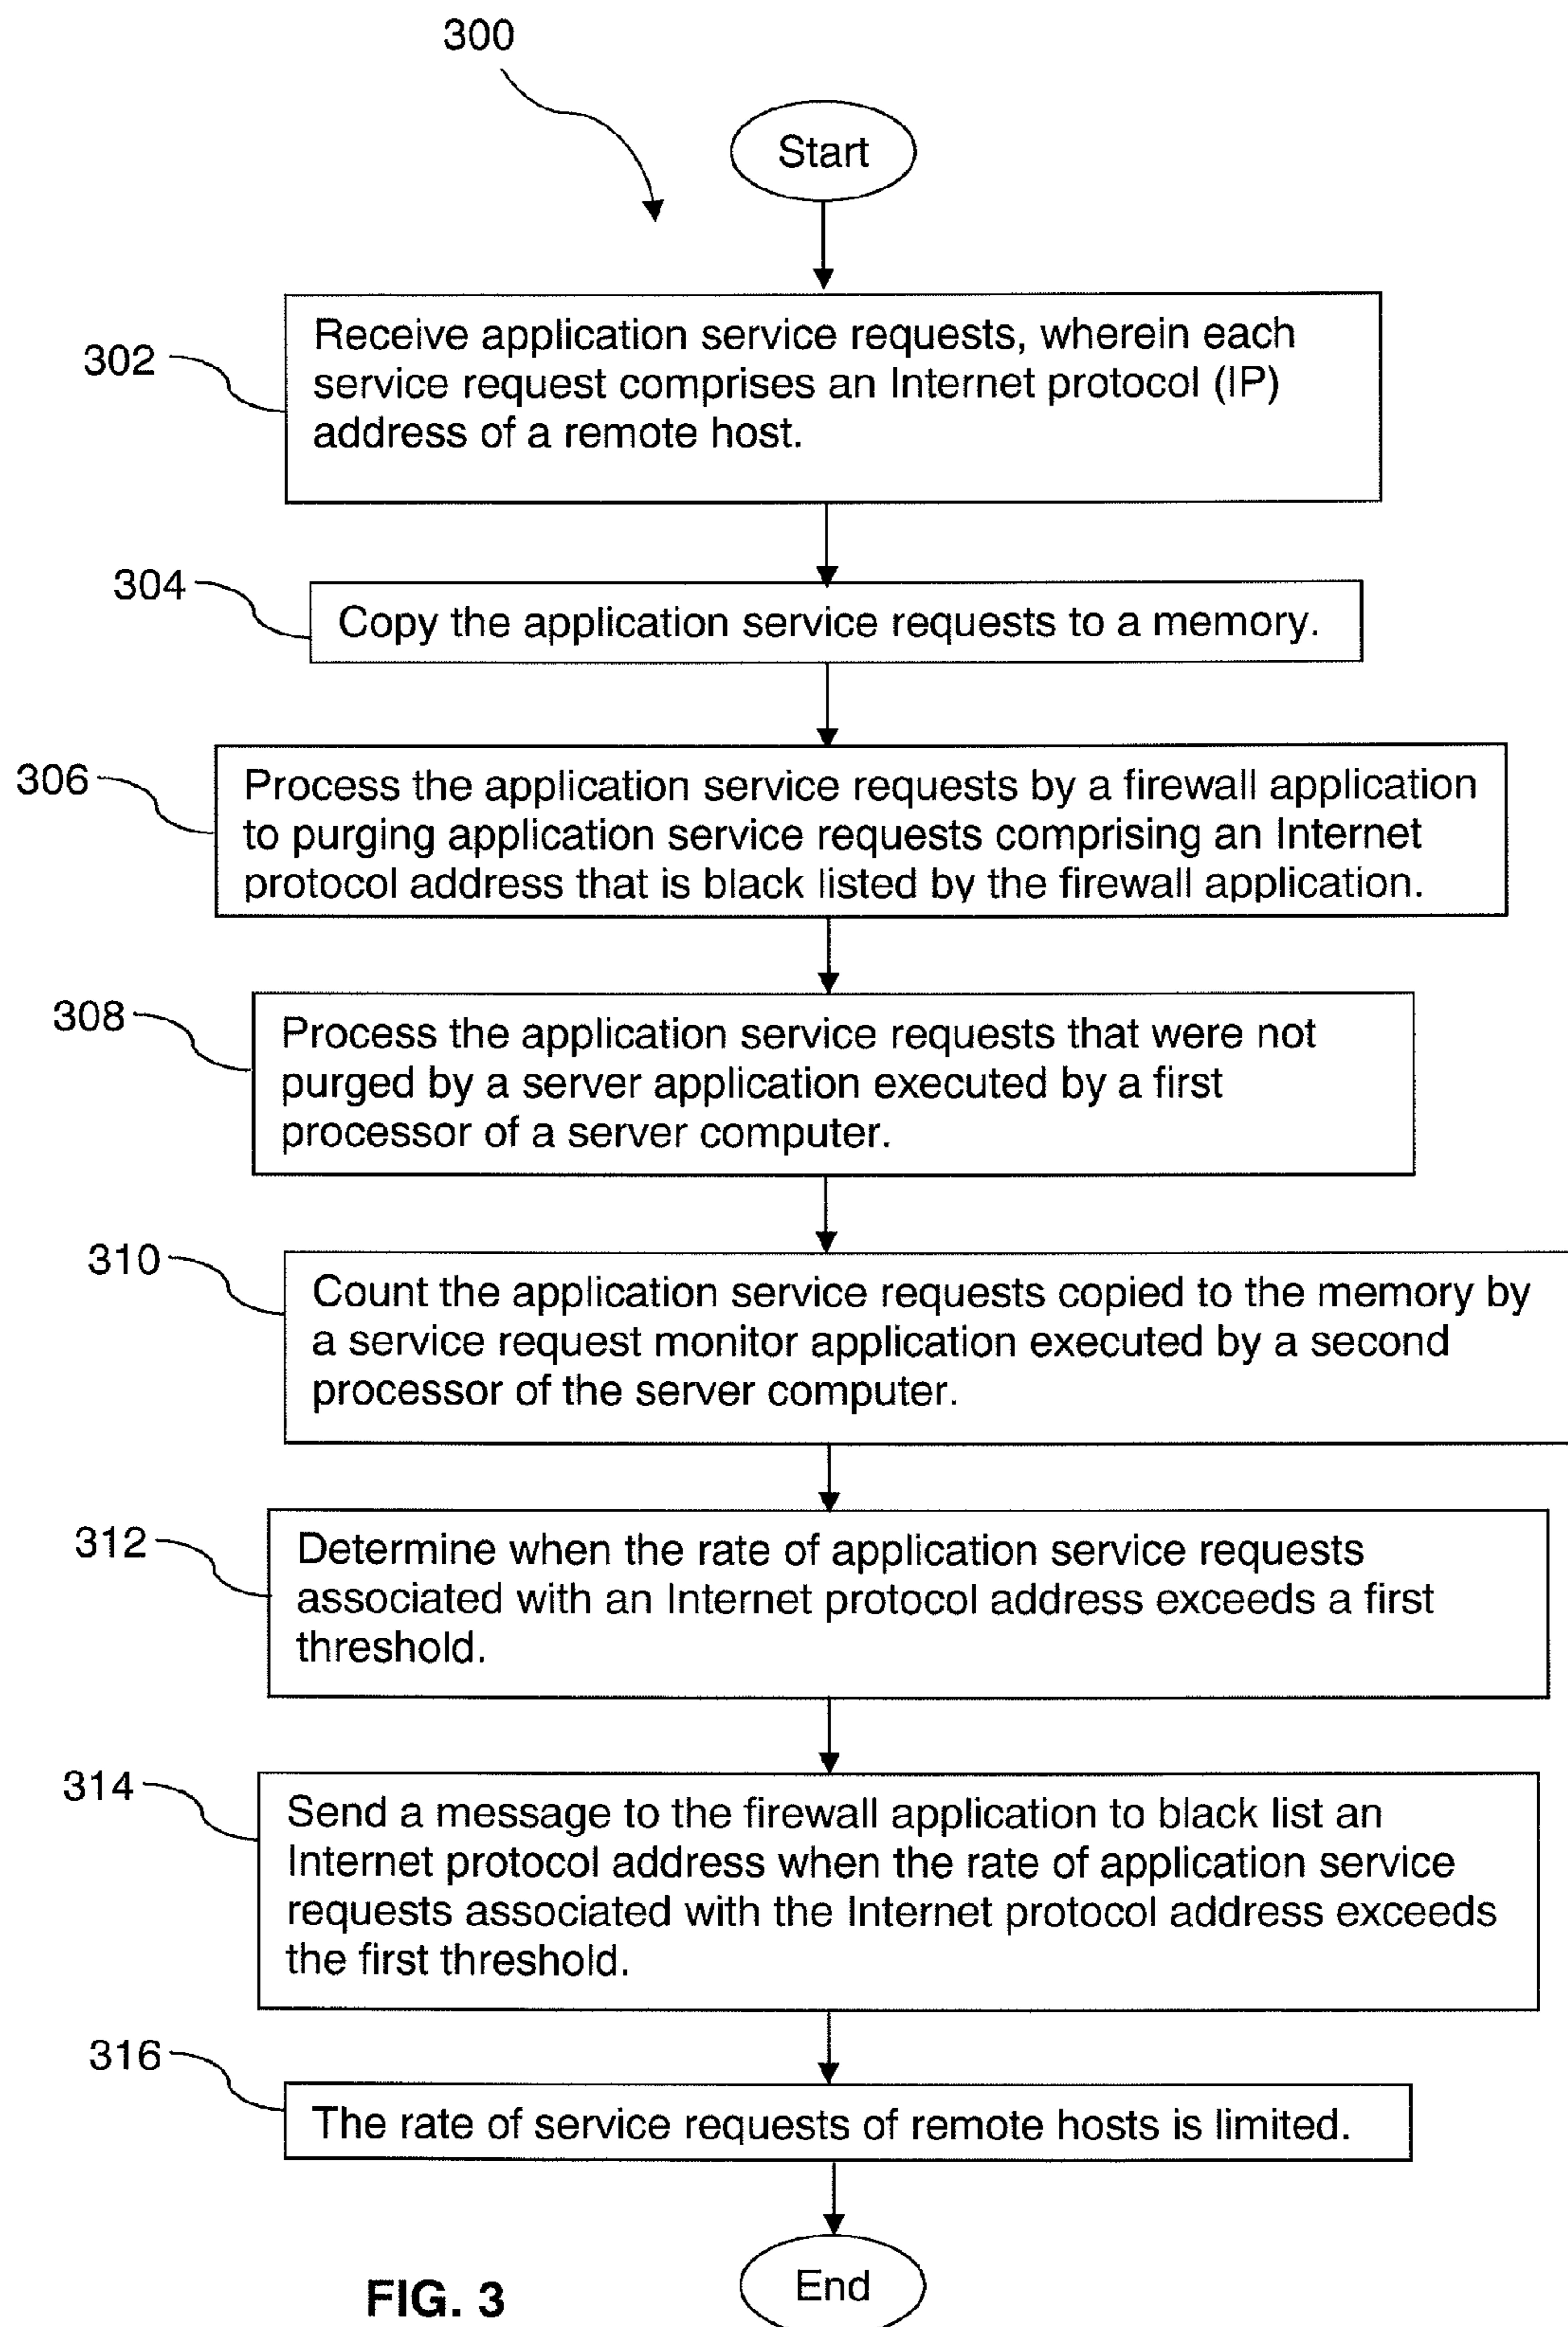 300
Start
302
Receive application service requests, wherein each
service request comprises an Internet protocol (IP)
address of a remote host.
304
Copy the application service requests to a memory.
306
Process the application service requests by a firewall application
to purging application service requests comprising an Internet
protocol address that is black listed by the firewall application.
308
Process the application service requests that were not
purged by a server application executed by a first
processor of a server computer.
310
Count the application service requests copied to the memory by
a service request monitor application executed by a second
processor of the server computer.
312
Determine when the rate of application service requests
associated with an Internet protocol address exceeds a first
threshold.
314
Send a message to the firewall application to black list an
Internet protocol address when the rate of application service
requests associated with the Internet protocol address exceeds
the first threshold.
316
The rate of service requests of remote hosts is limited.
End
FIG. 3